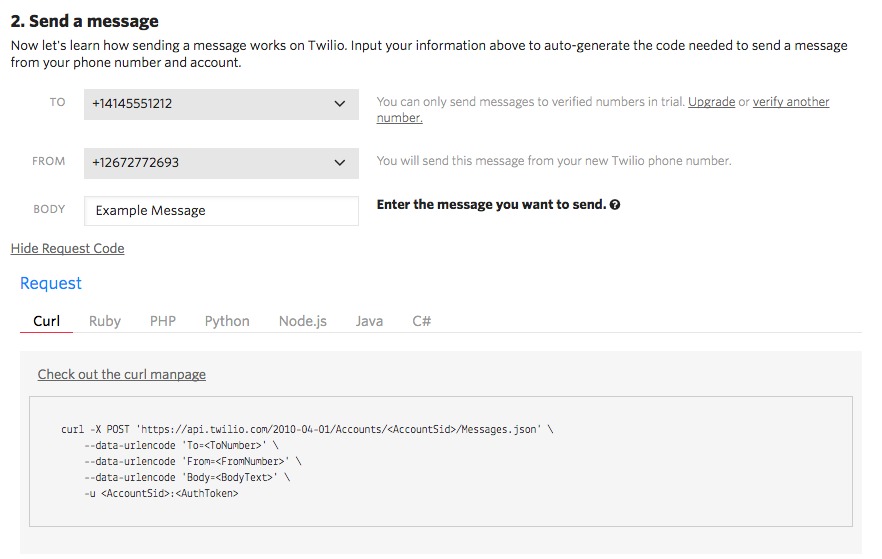 2. Send a message
Now let's learn how sending a message works on Twilio. Input your information above to auto-generate the code needed to send a message
from your phone number and account.
TO
+14145551212
You can only send messages to verified numbers in trial. Upgrade or verify another
number.
FROM
+12672772693
You will send this message from your new Twilio phone number.
BODY
Example Message
Enter the message you want to send. ?
Hide Request Code
Request
Curl Ruby PHP Python Node.js Java C#
Check out the curl manpage
curl -X POST 'https://api.twilio.com/2010-04-01/Accounts/<AccountSid>/Messages.json' \
--data-urlencode 'To=<ToNumber>' \
--data-urlencode 'From=<FromNumber>' \
--data-urlencode 'Body=<BodyText>' \
-u <AccountSid>:<AuthToken>